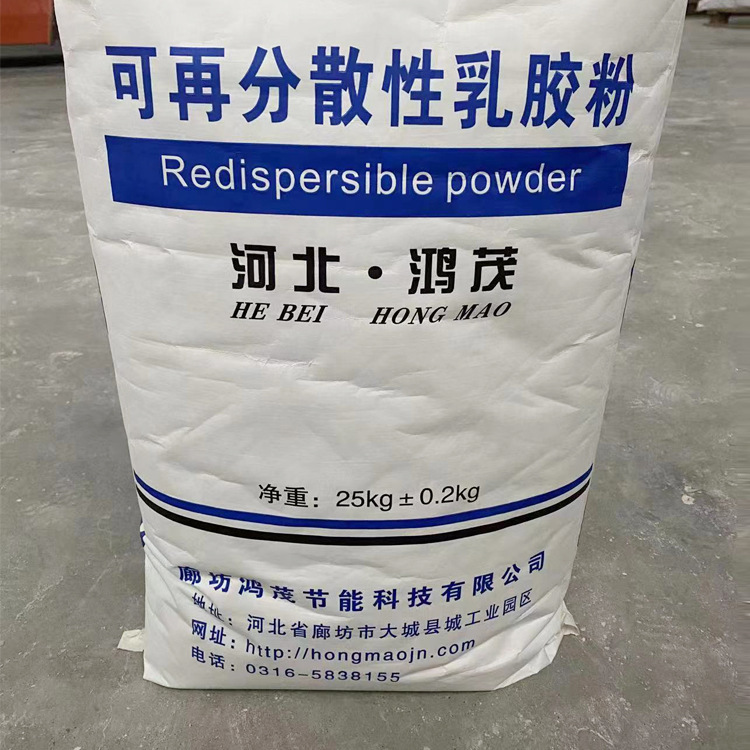 可再分散性乳胶粉
Redispersible powder
河北·鸿茂
HE BEI HONG MAO
净重：25kg±0.2kg
廊坊鸿茂节能科技有限公司
地址：河北省廊坊市大城县城工业园区
网址：http://hongmaojn.com
电话：0316-5838155